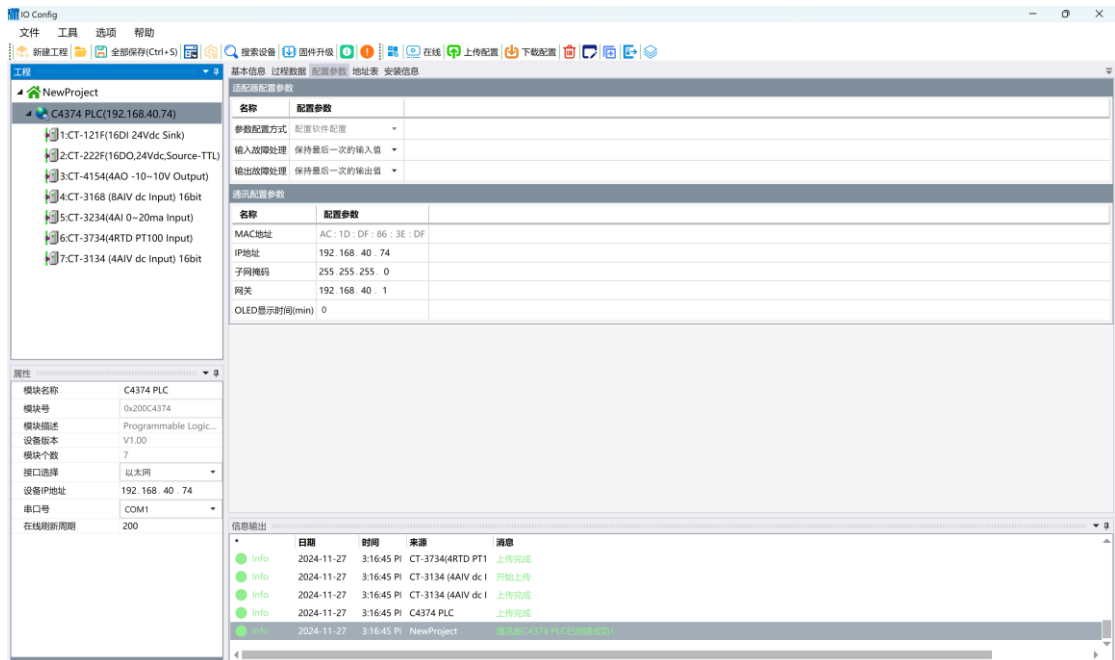 IO Config
文件 工具 选项 帮助
新建工程 全部保存(Ctrl+S) 搜索设备 固件升级 在线 上传配置 下载配置
工程
NewProject
C4374 PLC(192.168.40.74)
1:CT-121F(16DI 24Vdc Sink)
2:CT-222F(16DO,24Vdc,Source-TTL)
3:CT-4154(4AO -10~10V Output)
4:CT-3168 (8AIV dc Input) 16bit
5:CT-3234(4AI 0~20ma Input)
6:CT-3734(4RTD PT100 Input)
7:CT-3134 (4AIV dc Input) 16bit
属性
模块名称 C4374 PLC
模块号 0x200C4374
模块描述 Programmable Logic...
设备版本 V1.00
模块个数 7
接口选择 以太网
设备IP地址 192.168.40.74
串口号 COM1
在线刷新周期 200
基本信息 过程数据 配置参数 地址表 安装信息
适配器配置参数
名称 配置参数
参数配置方式 配置软件配置
输入故障处理 保持最后一次的输入值
输出故障处理 保持最后一次的输出值
通讯配置参数
名称 配置参数
MAC地址 AC:1D:DF:86:3E:DF
IP地址 192.168.40.74
子网掩码 255.255.255.0
网关 192.168.40.1
OLED显示时间(min) 0
信息输出
* 日期 时间 来源 消息
Info 2024-11-27 3:16:45 PI CT-3734(4RTD PT1 上传完成
Info 2024-11-27 3:16:45 PI CT-3134 (4AIV dc I 开始上传
Info 2024-11-27 3:16:45 PI CT-3134 (4AIV dc I 上传完成
Info 2024-11-27 3:16:45 PI C4374 PLC 上传完成
Info 2024-11-27 3:16:45 PI NewProject 通讯板C4374 PLC已创建成功!